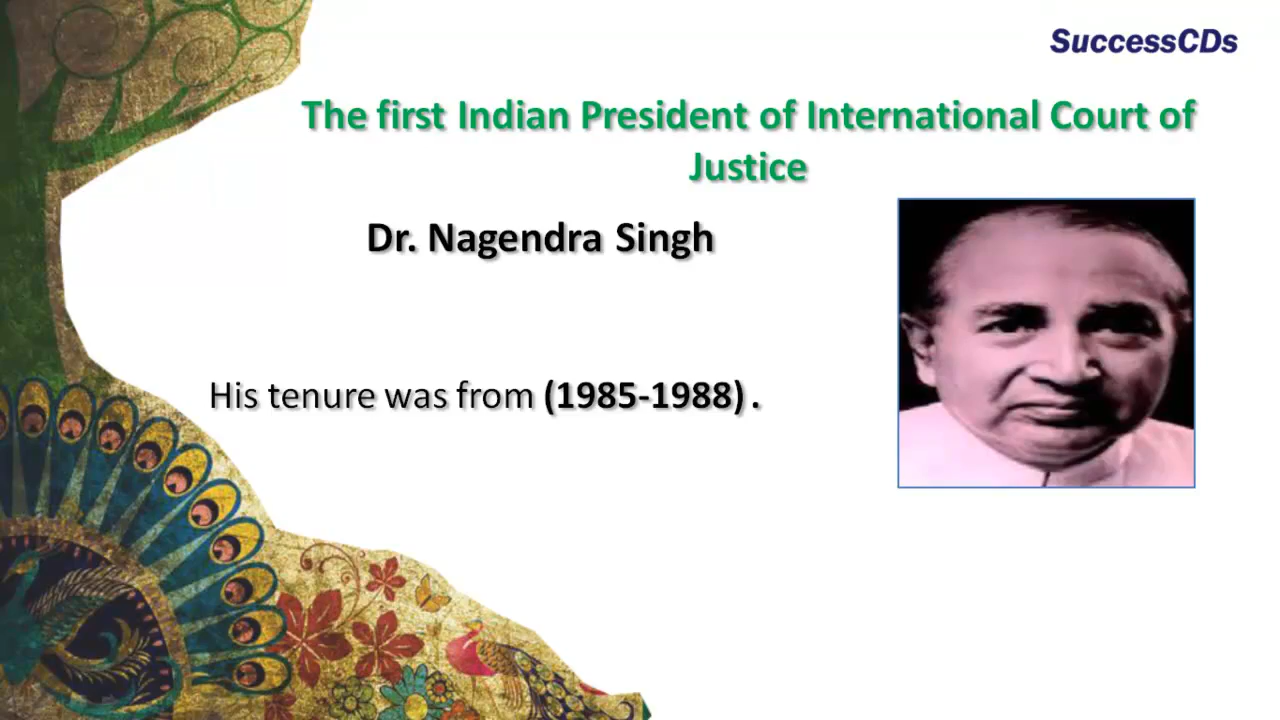 SuccessCDs
The first Indian President of International Court of
Justice
Dr. Nagendra Singh
His tenure was from (1985-1988) .